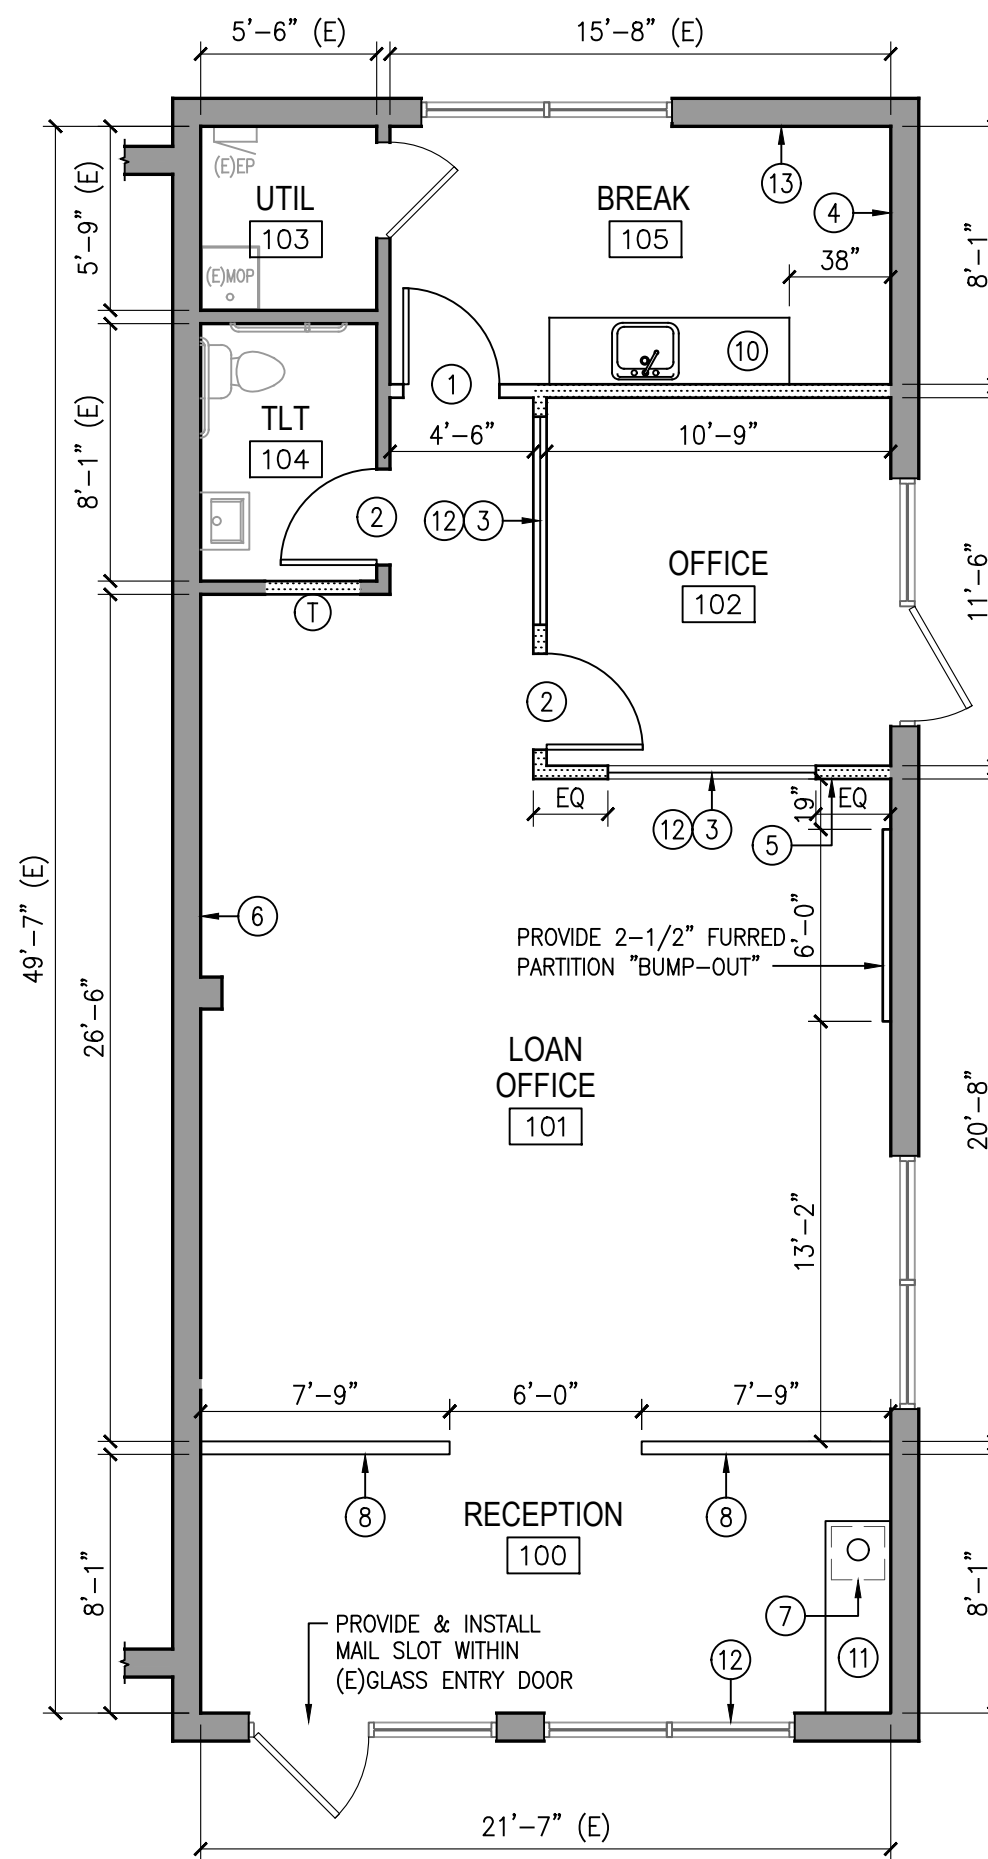 5'-6" (E)
15'-8" (E)
(E)EP
UTIL
103
BREAK
105
13
4
5'-9" (E)
8'-1"
(E)MOP
38"
10
1
TLT
104
4'-6"
10'-9"
8'-1" (E)
2
12 3
OFFICE
102
11'-6"
T
2
EQ
19"
EQ
12 3
5
49'-7" (E)
6
PROVIDE 2-1/2" FURRED
PARTITION "BUMP-OUT"
6'-0"
26'-6"
LOAN
OFFICE
101
20'-8"
13'-2"
7'-9"
6'-0"
7'-9"
8
8
RECEPTION
100
8'-1"
8'-1"
7
PROVIDE & INSTALL
MAIL SLOT WITHIN
(E)GLASS ENTRY DOOR
12
11
21'-7" (E)